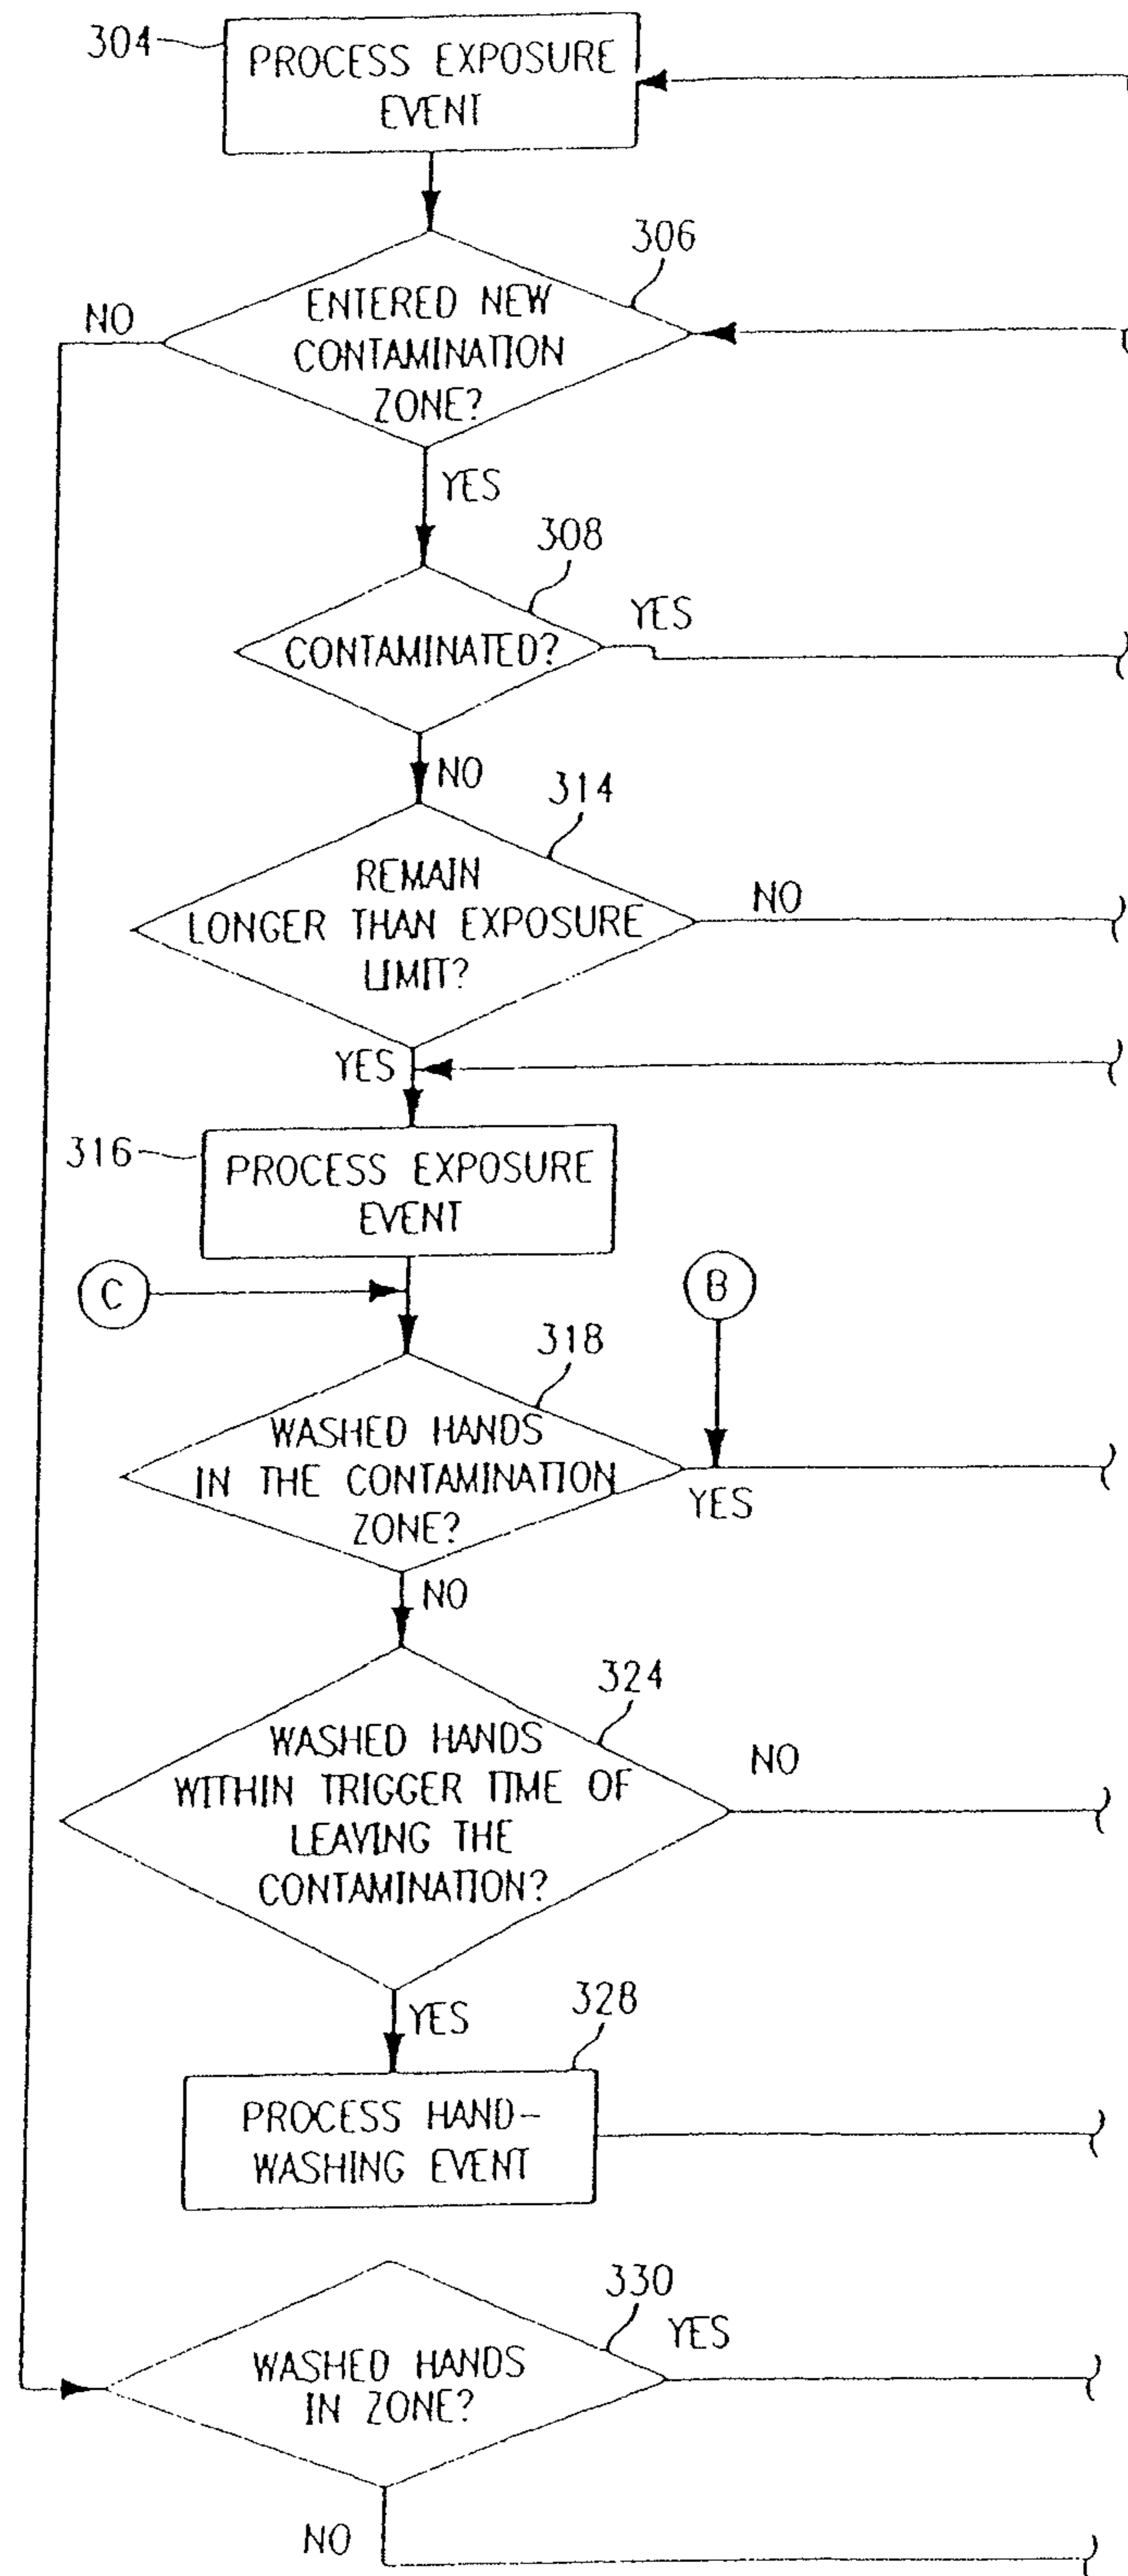 304
PROCESS EXPOSURE
EVENT
306
NO
ENTERED NEW
CONTAMINATION
ZONE?
YES
308
YES
CONTAMINATED?
NO
314
REMAIN
LONGER THAN EXPOSURE
LIMIT?
NO
YES
316
PROCESS EXPOSURE
EVENT
C
B
318
WASHED HANDS
IN THE CONTAMINATION
ZONE?
YES
NO
324
WASHED HANDS
WITHIN TRIGGER TIME OF
LEAVING THE
CONTAMINATION?
NO
YES
328
PROCESS HAND-
WASHING EVENT
330
YES
WASHED HANDS
IN ZONE?
NO